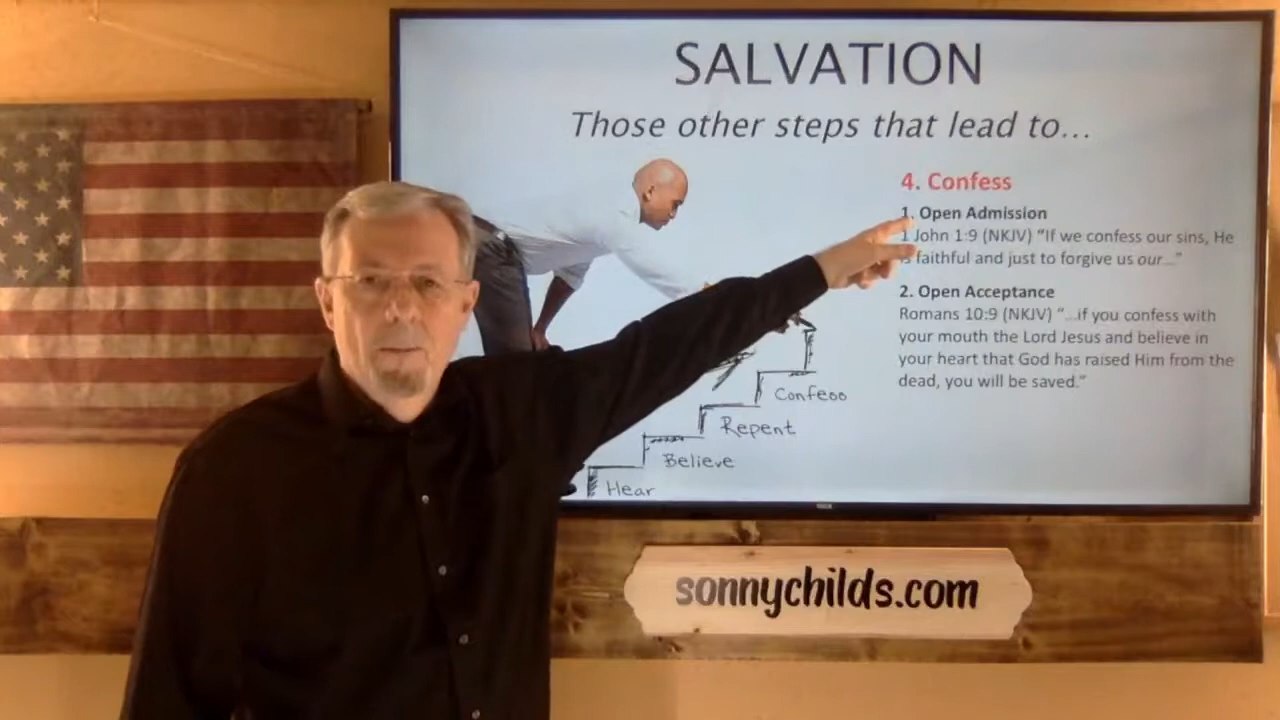 SALVATION
Those other steps that lead to...
4. Confess
1. Open Admission
1 John 1:9 (NKJV) “If we confess our sins, He
faithful and just to forgive us our...”
2. Open Acceptance
Romans 10:9 (NKJV) “...if you confess with
your mouth the Lord Jesus and believe in
your heart that God has raised Him from the
dead, you will be saved.”
Confess
Repent
Believe
Hear
sonnychilds.com